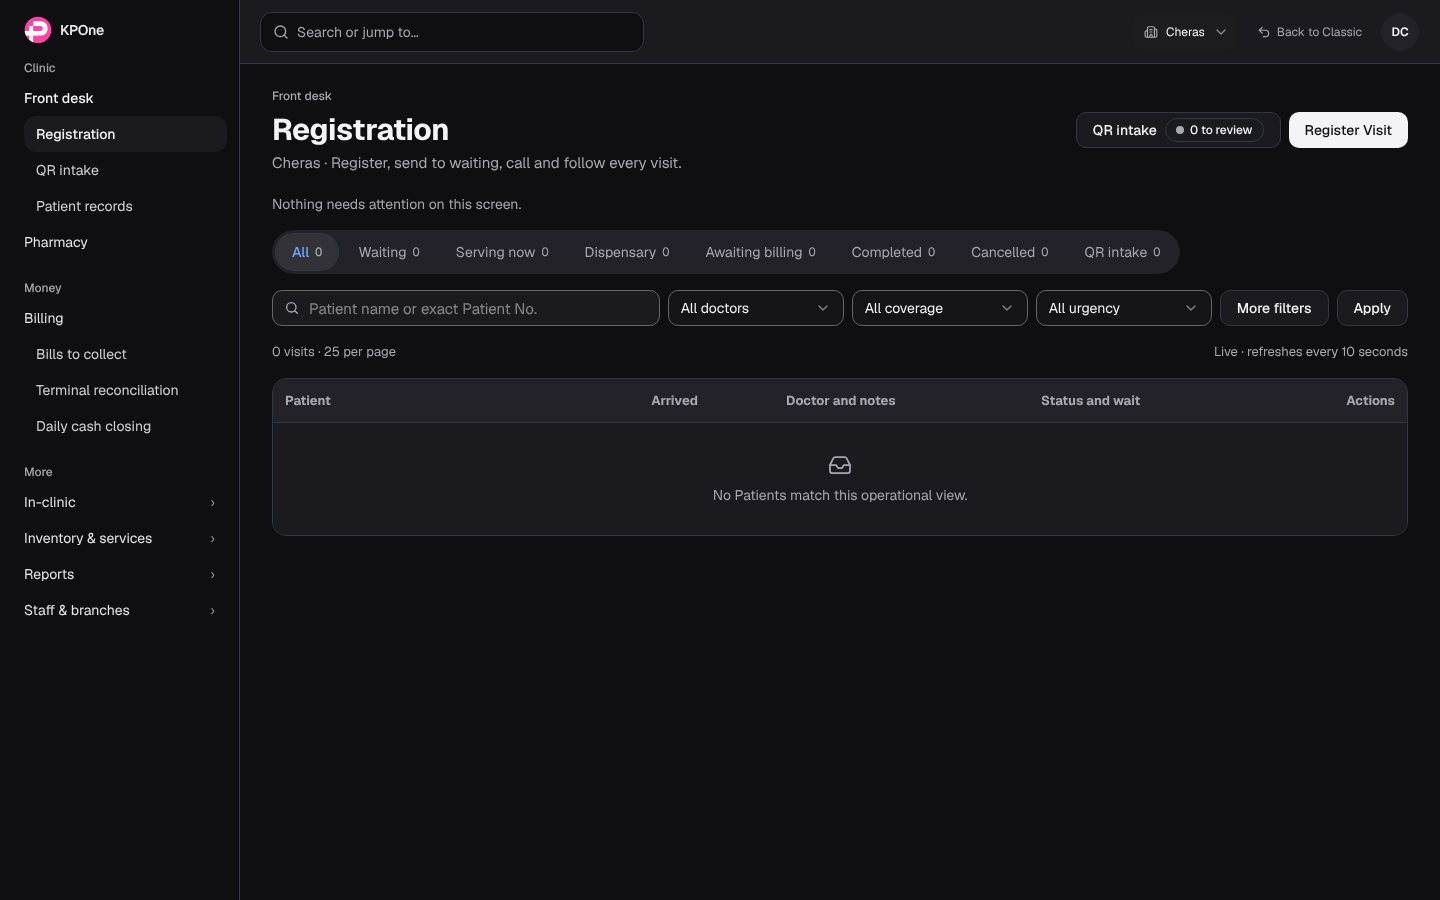 KPOne
Search or jump to...
Cheras
Back to Classic
DC
Clinic
Front desk
Registration
QR intake
Patient records
Pharmacy
Money
Billing
Bills to collect
Terminal reconciliation
Daily cash closing
More
In-clinic
Inventory & services
Reports
Staff & branches
Front desk
Registration
QR intake 0 to review
Register Visit
Cheras · Register, send to waiting, call and follow every visit.
Nothing needs attention on this screen.
All 0 Waiting 0 Serving now 0 Dispensary 0 Awaiting billing 0 Completed 0 Cancelled 0 QR intake 0
Patient name or exact Patient No. All doctors All coverage All urgency More filters Apply
0 visits · 25 per page Live · refreshes every 10 seconds
Patient Arrived Doctor and notes Status and wait Actions
No Patients match this operational view.